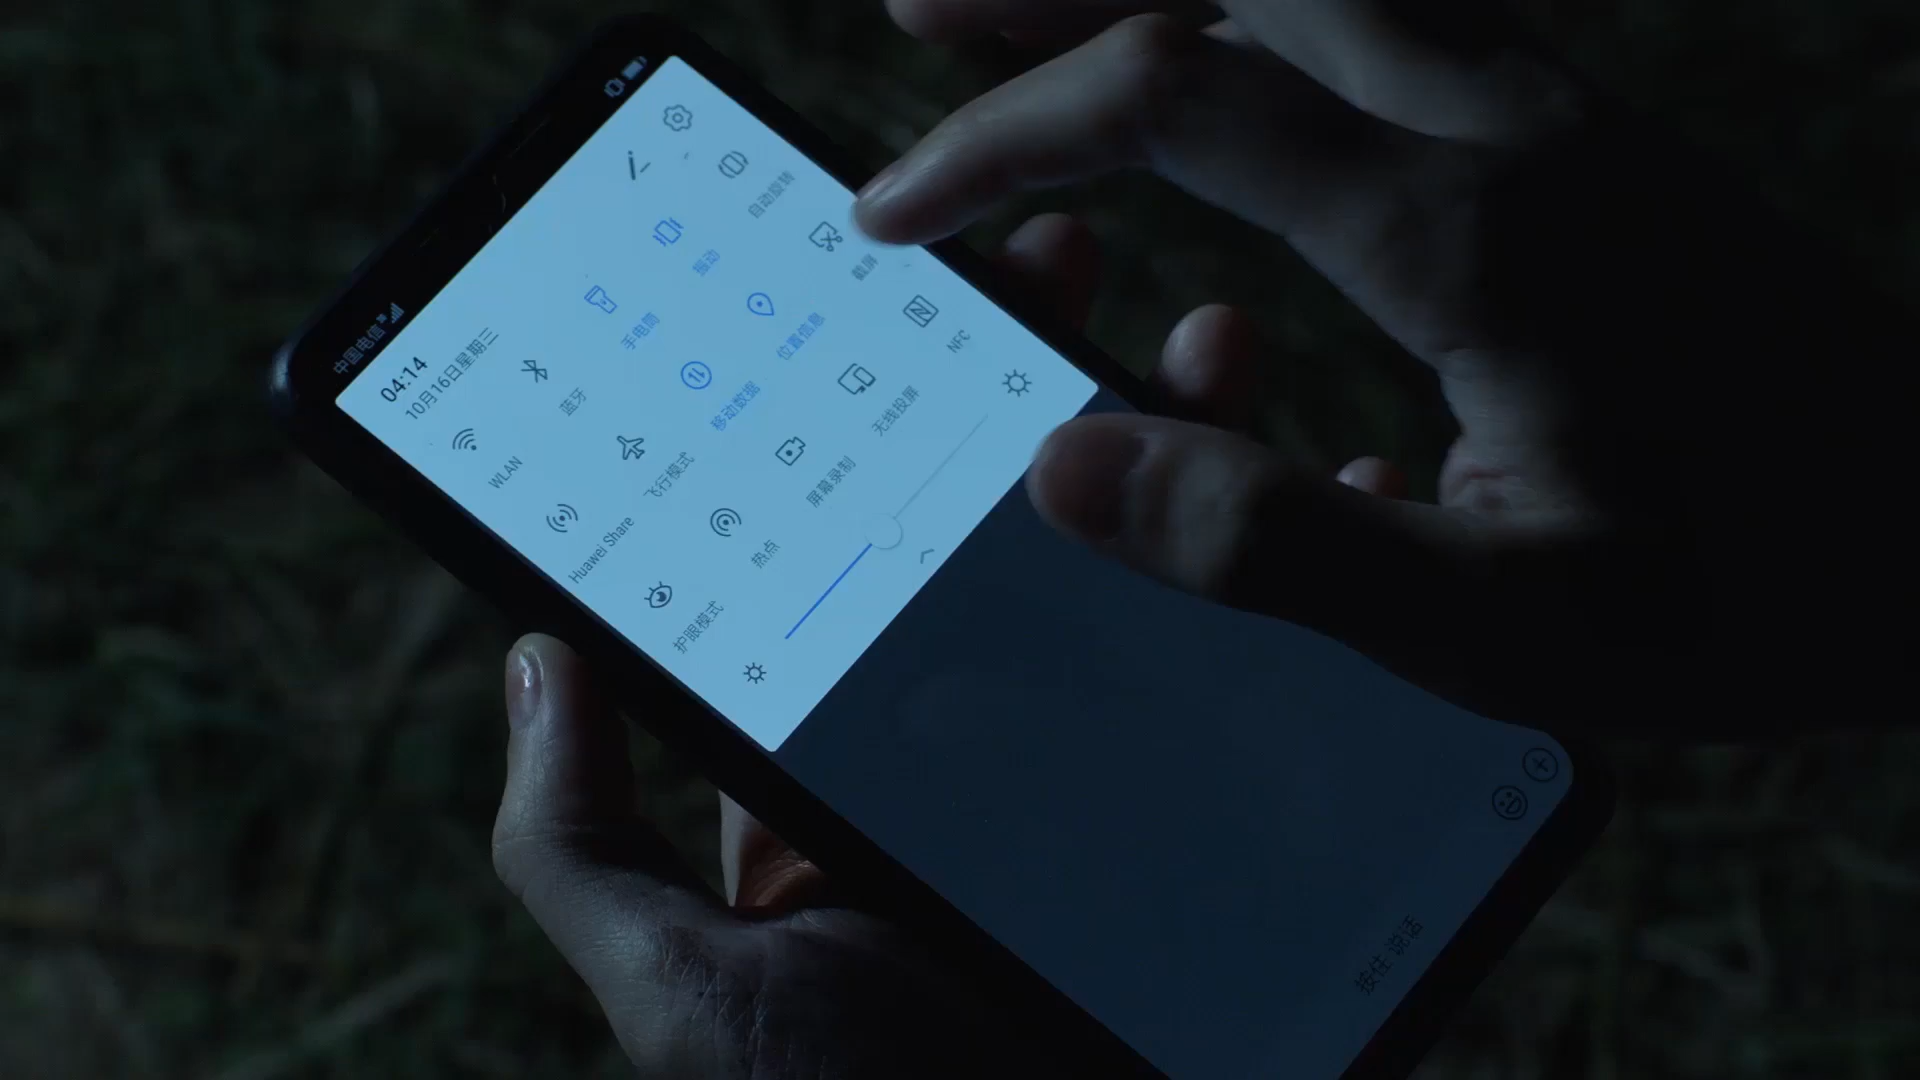 中国电信
04:14
10月16日星期三
WLAN
蓝牙
手电筒
振动
自动旋转
Huawei Share
飞行模式
移动数据
位置信息
截屏
护眼模式
热点
屏幕录制
无线投屏
NFC
按住 说话